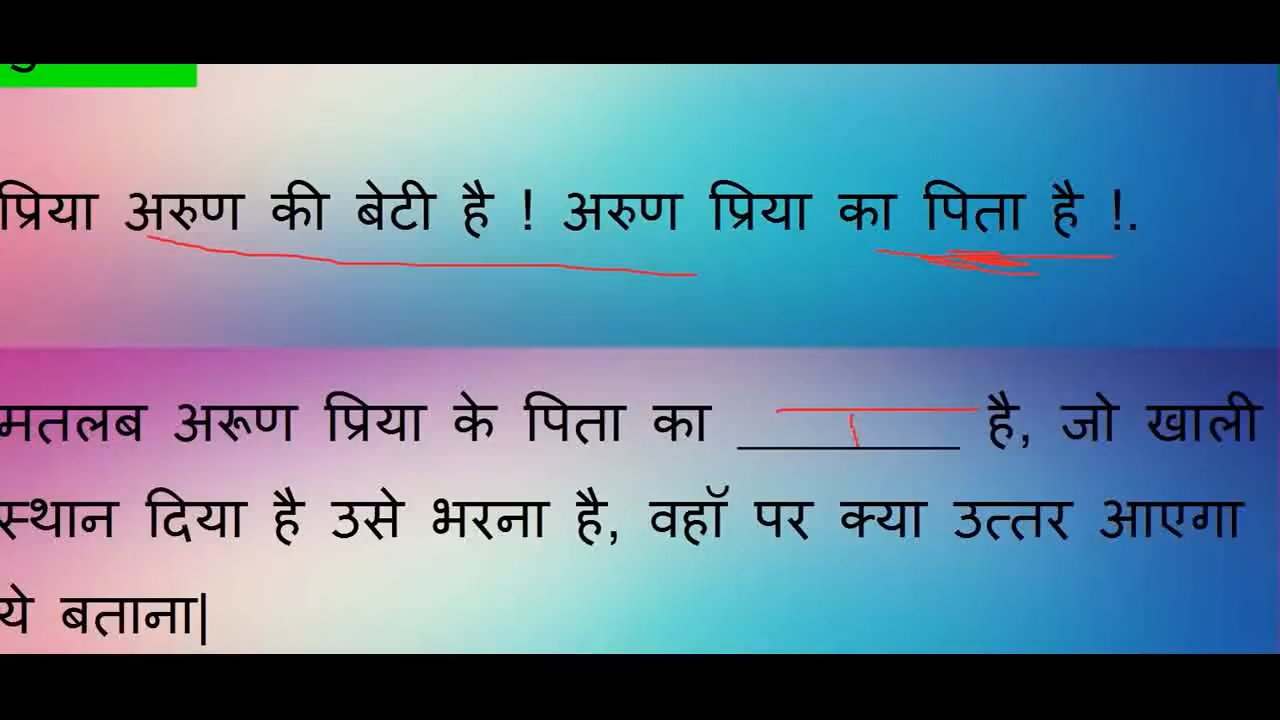 प्रिया अरुण की बेटी है ! अरुण प्रिया का पिता है !.
मतलब अरूण प्रिया के पिता का ________ है, जो खाली
स्थान दिया है उसे भरना है, वहॉ पर क्या उत्तर आएगा
ये बताना|